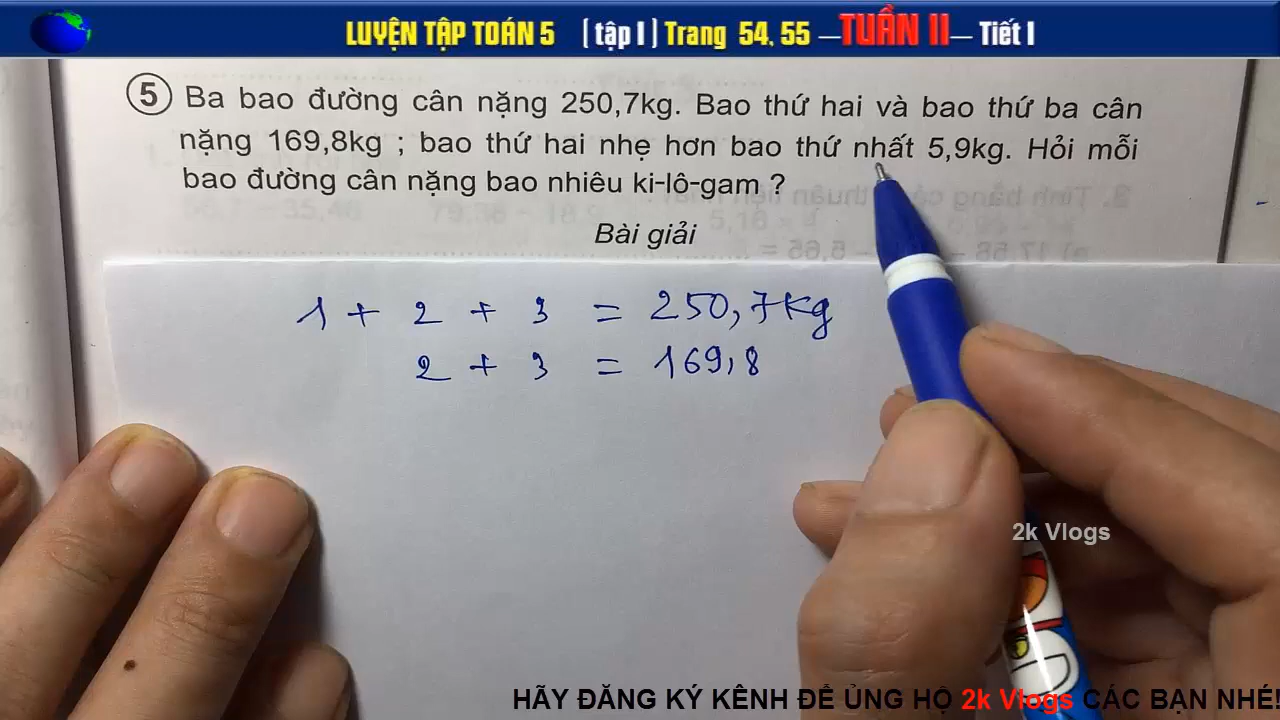 LUYỆN TẬP TOÁN 5 ( tập 1 ) Trang 54, 55 —TUẦN 11— Tiết 1
5 Ba bao đường cân nặng 250,7kg. Bao thứ hai và bao thứ ba cân
nặng 169,8kg ; bao thứ hai nhẹ hơn bao thứ nhất 5,9kg. Hỏi mỗi
bao đường cân nặng bao nhiêu ki-lô-gam ?
Bài giải
1 + 2 + 3 = 250,7kg
2 + 3 = 169,8
2k Vlogs
HÃY ĐĂNG KÝ KÊNH ĐỂ ỦNG HỘ 2k Vlogs CÁC BẠN NHÉ!